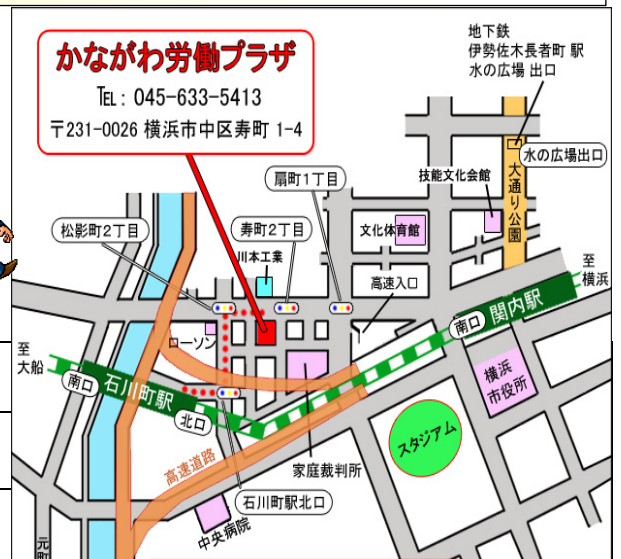 かながわ労働プラザ
℡： 045-633-5413
〒231-0026 横浜市中区寿町 1-4
地下鉄
伊勢佐木長者町 駅
水の広場 出口
水の広場出口
大通り公園
技能文化会館
扇町1丁目
文化体育館
松影町2丁目
寿町2丁目
川本工業
高速入口
至
横浜
関内駅
南口
ローソン
至
大船
南口
石川町駅
北口
横浜
市役所
スタジアム
家庭裁判所
高速道路
石川町駅北口
中央病院
元町